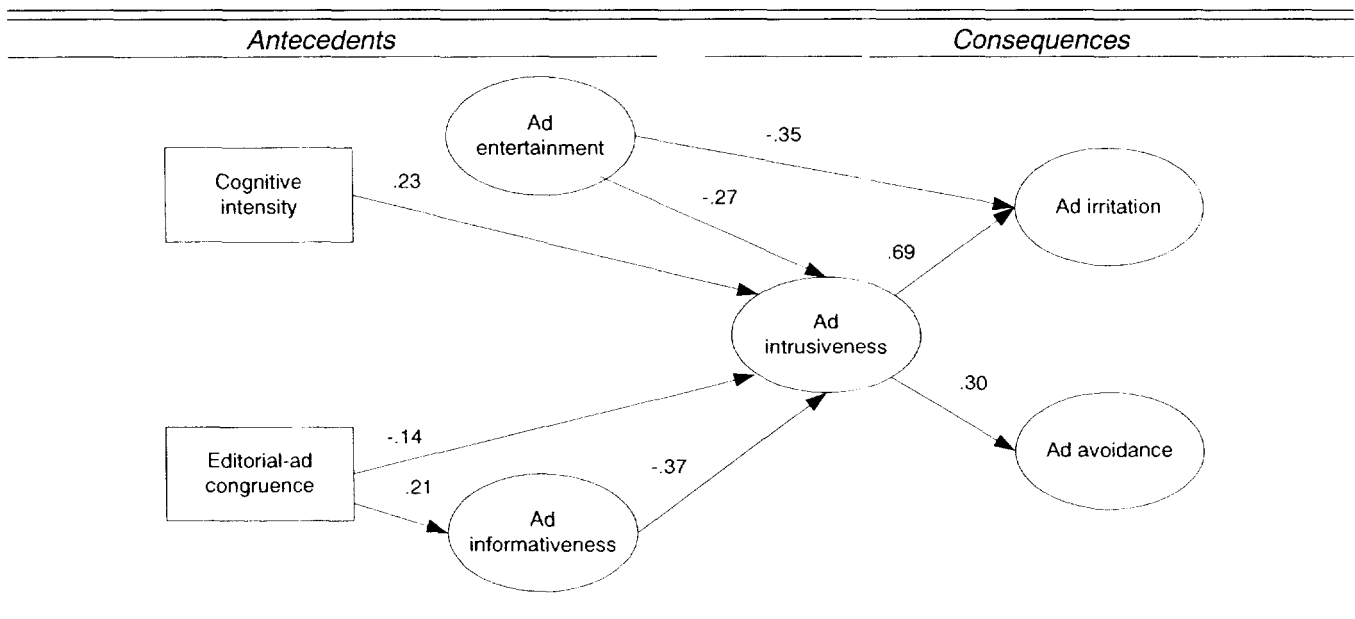 Antecedents
Consequences
Ad
entertainment
-.35
Cognitive
intensity
.23
-.27
Ad irritation
.69
Ad
intrusiveness
.30
-.14
Editorial-ad
congruence
.21
-.37
Ad avoidance
Ad
informativeness